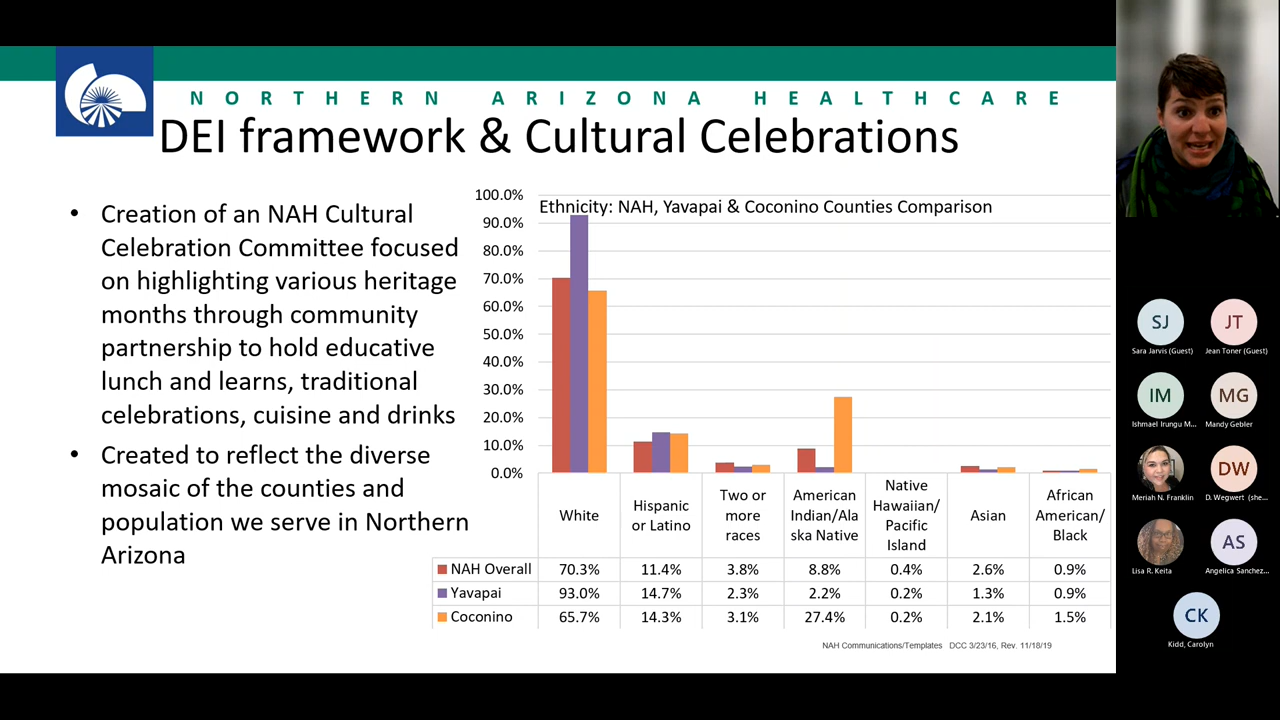 NORTHERN ARIZONA HEALTHCARE
DEI framework & Cultural Celebrations
• Creation of an NAH Cultural
Celebration Committee focused
on highlighting various heritage
months through community
partnership to hold educative
lunch and learns, traditional
celebrations, cuisine and drinks
• Created to reflect the diverse
mosaic of the counties and
population we serve in Northern
Arizona
Ethnicity: NAH, Yavapai & Coconino Counties Comparison
100.0%
90.0%
80.0%
70.0%
60.0%
50.0%
40.0%
30.0%
20.0%
10.0%
0.0%
White
Hispanic
or Latino
Two or
more
races
American
Indian/Ala
ska Native
Native
Hawaiian/
Pacific
Island
Asian
African
American/
Black
NAH Overall 70.3% 11.4% 3.8% 8.8% 0.4% 2.6% 0.9%
Yavapai 93.0% 14.7% 2.3% 2.2% 0.2% 1.3% 0.9%
Coconino 65.7% 14.3% 3.1% 27.4% 0.2% 2.1% 1.5%
NAH Communications/Templates DCC 3/23/16, Rev. 11/18/19
SJ
Sara Jarvis (Guest)
JT
Jean Toner (Guest)
IM
Ishmael Irungu M...
MG
Mandy Gebler
Meriah N. Franklin
DW
D. Wegwert (she...
Lisa R. Keita
AS
Angelica Sanchez...
CK
Kidd, Carolyn